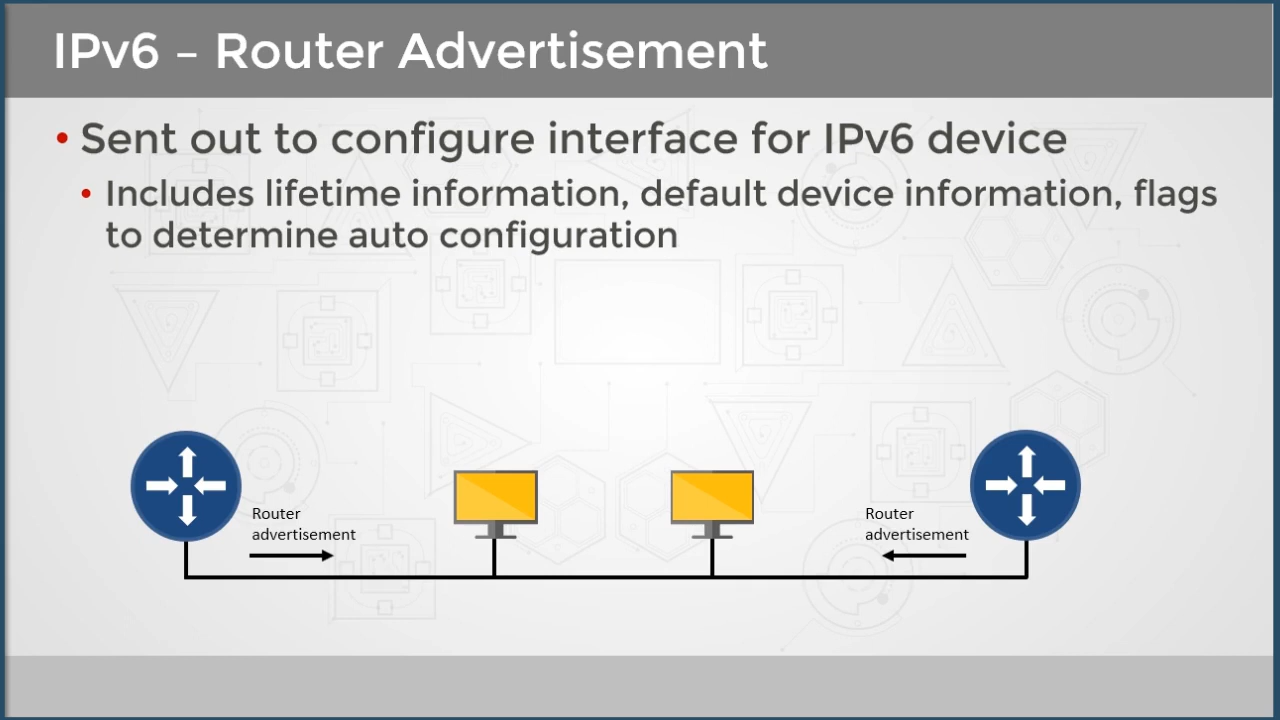 IPv6 – Router Advertisement
• Sent out to configure interface for IPv6 device
• Includes lifetime information, default device information, flags
to determine auto configuration
Router
advertisement
Router
advertisement